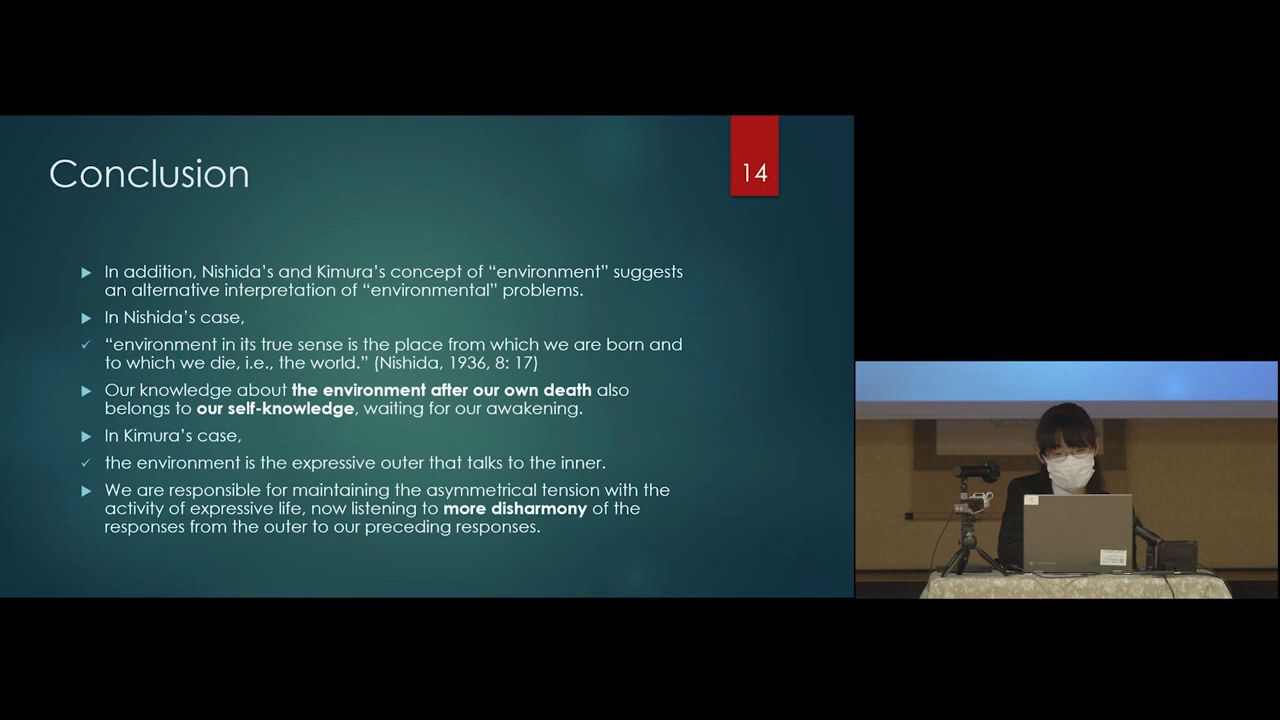 Conclusion
14
In addition, Nishida's and Kimura's concept of “environment” suggests
an alternative interpretation of “environmental” problems.
In Nishida's case,
“environment in its true sense is the place from which we are born and
to which we die, i.e., the world.” (Nishida, 1936, 8: 17)
Our knowledge about the environment after our own death also
belongs to our self-knowledge, waiting for our awakening.
In Kimura's case,
the environment is the expressive outer that talks to the inner.
We are responsible for maintaining the asymmetrical tension with the
activity of expressive life, now listening to more disharmony of the
responses from the outer to our preceding responses.